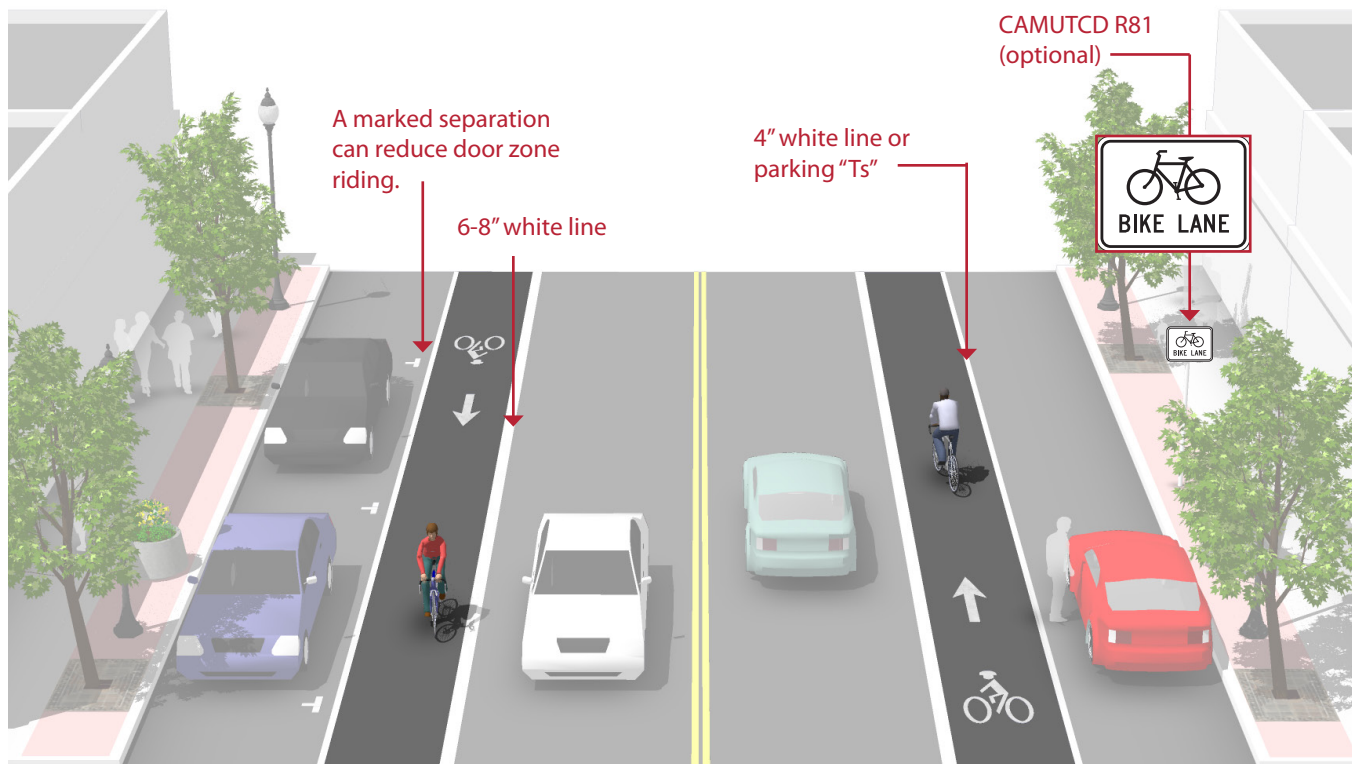 CAMUTCD R81
(optional)
A marked separation
can reduce door zone
riding.
4” white line or
parking “Ts”
6-8” white line
BIKE LANE
BIKE LANE